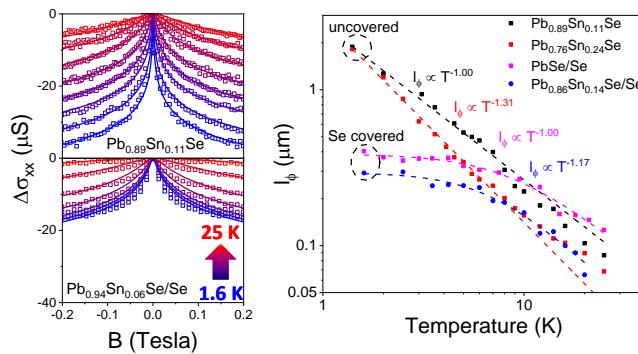 0
-20
-40
0
-20
-40
Δσxx (μS)
Pb0.89Sn0.11Se
25 K
1.6 K
Pb0.94Sn0.06Se/Se
-0.2 -0.1 0.0 0.1 0.2
B (Tesla)
uncovered
Pb0.89Sn0.11Se
Pb0.76Sn0.24Se
PbSe/Se
Pb0.86Sn0.14Se/Se
lϕ ∝ T-1.00
lϕ ∝ T-1.31
lϕ ∝ T-1.00
lϕ ∝ T-1.17
Se covered
lϕ (μm)
1
0.1
0.05
1 10
Temperature (K)